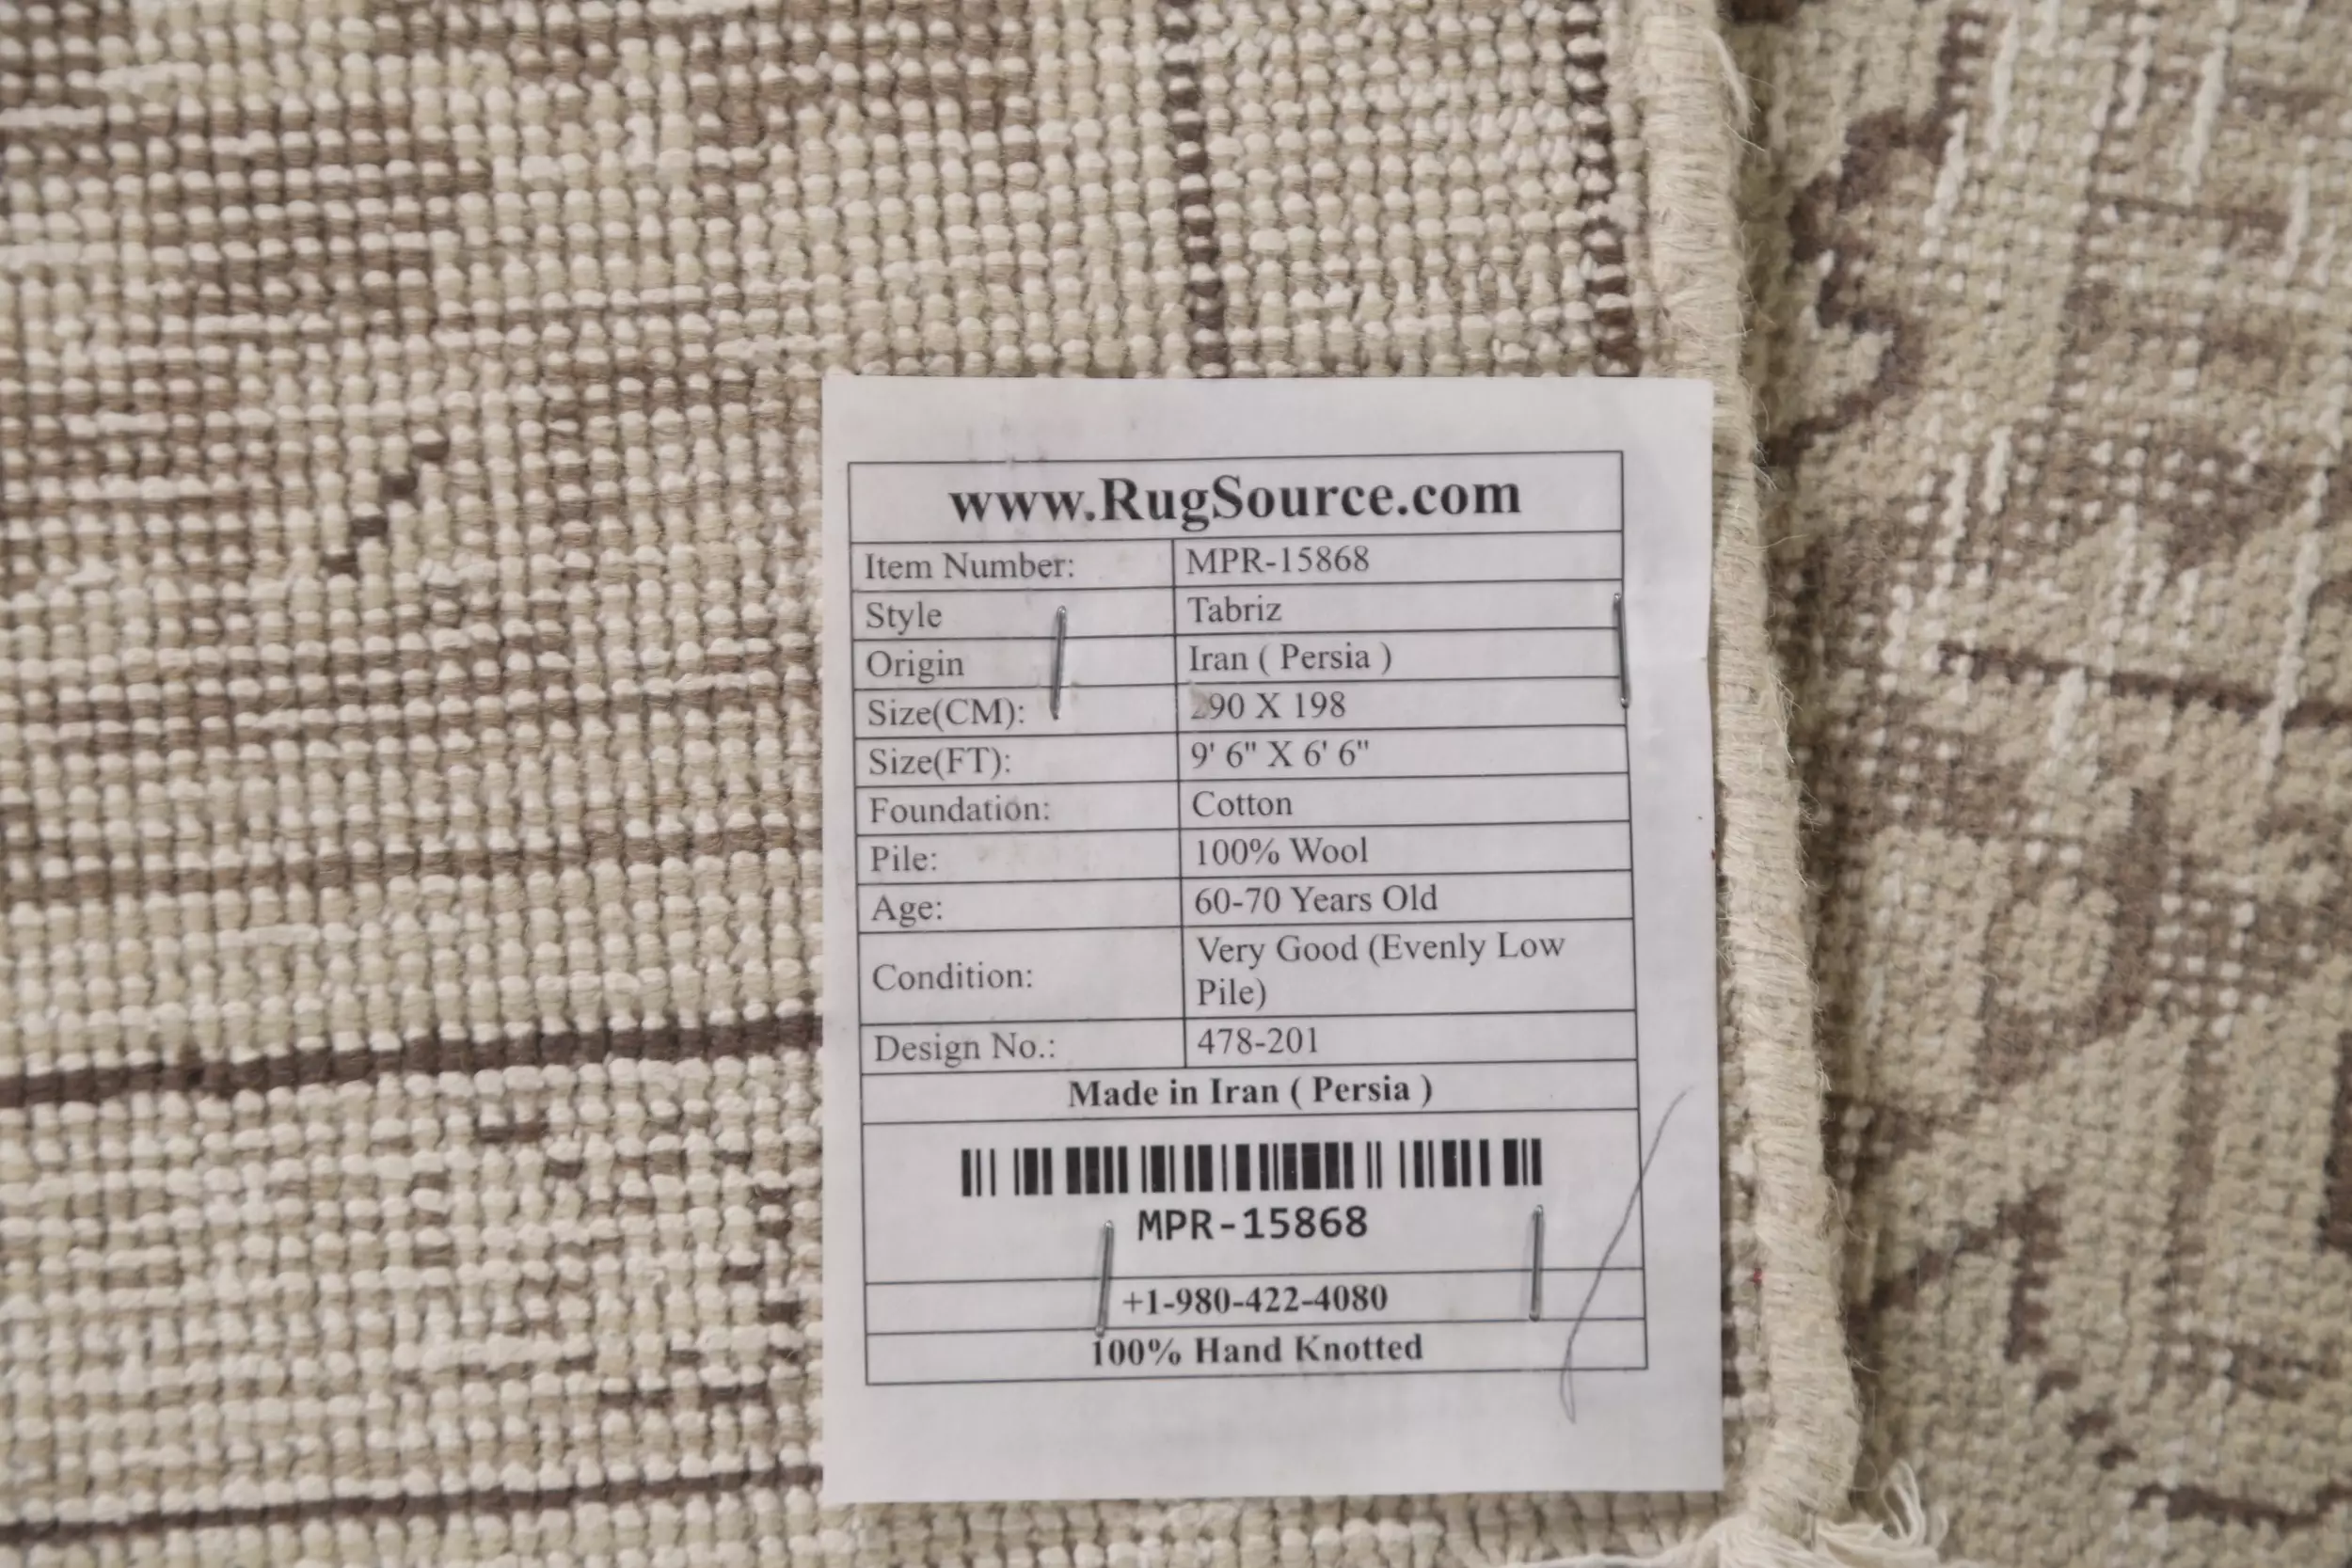 www.RugSource.com
Item Number: MPR-15868
Style Tabriz
Origin Iran ( Persia )
Size(CM): 290 X 198
Size(FT): 9' 6" X 6' 6"
Foundation: Cotton
Pile: 100% Wool
Age: 60-70 Years Old
Condition: Very Good (Evenly Low
Pile)
Design No.: 478-201
Made in Iran ( Persia )
MPR-15868
+1-980-422-4080
100% Hand Knotted